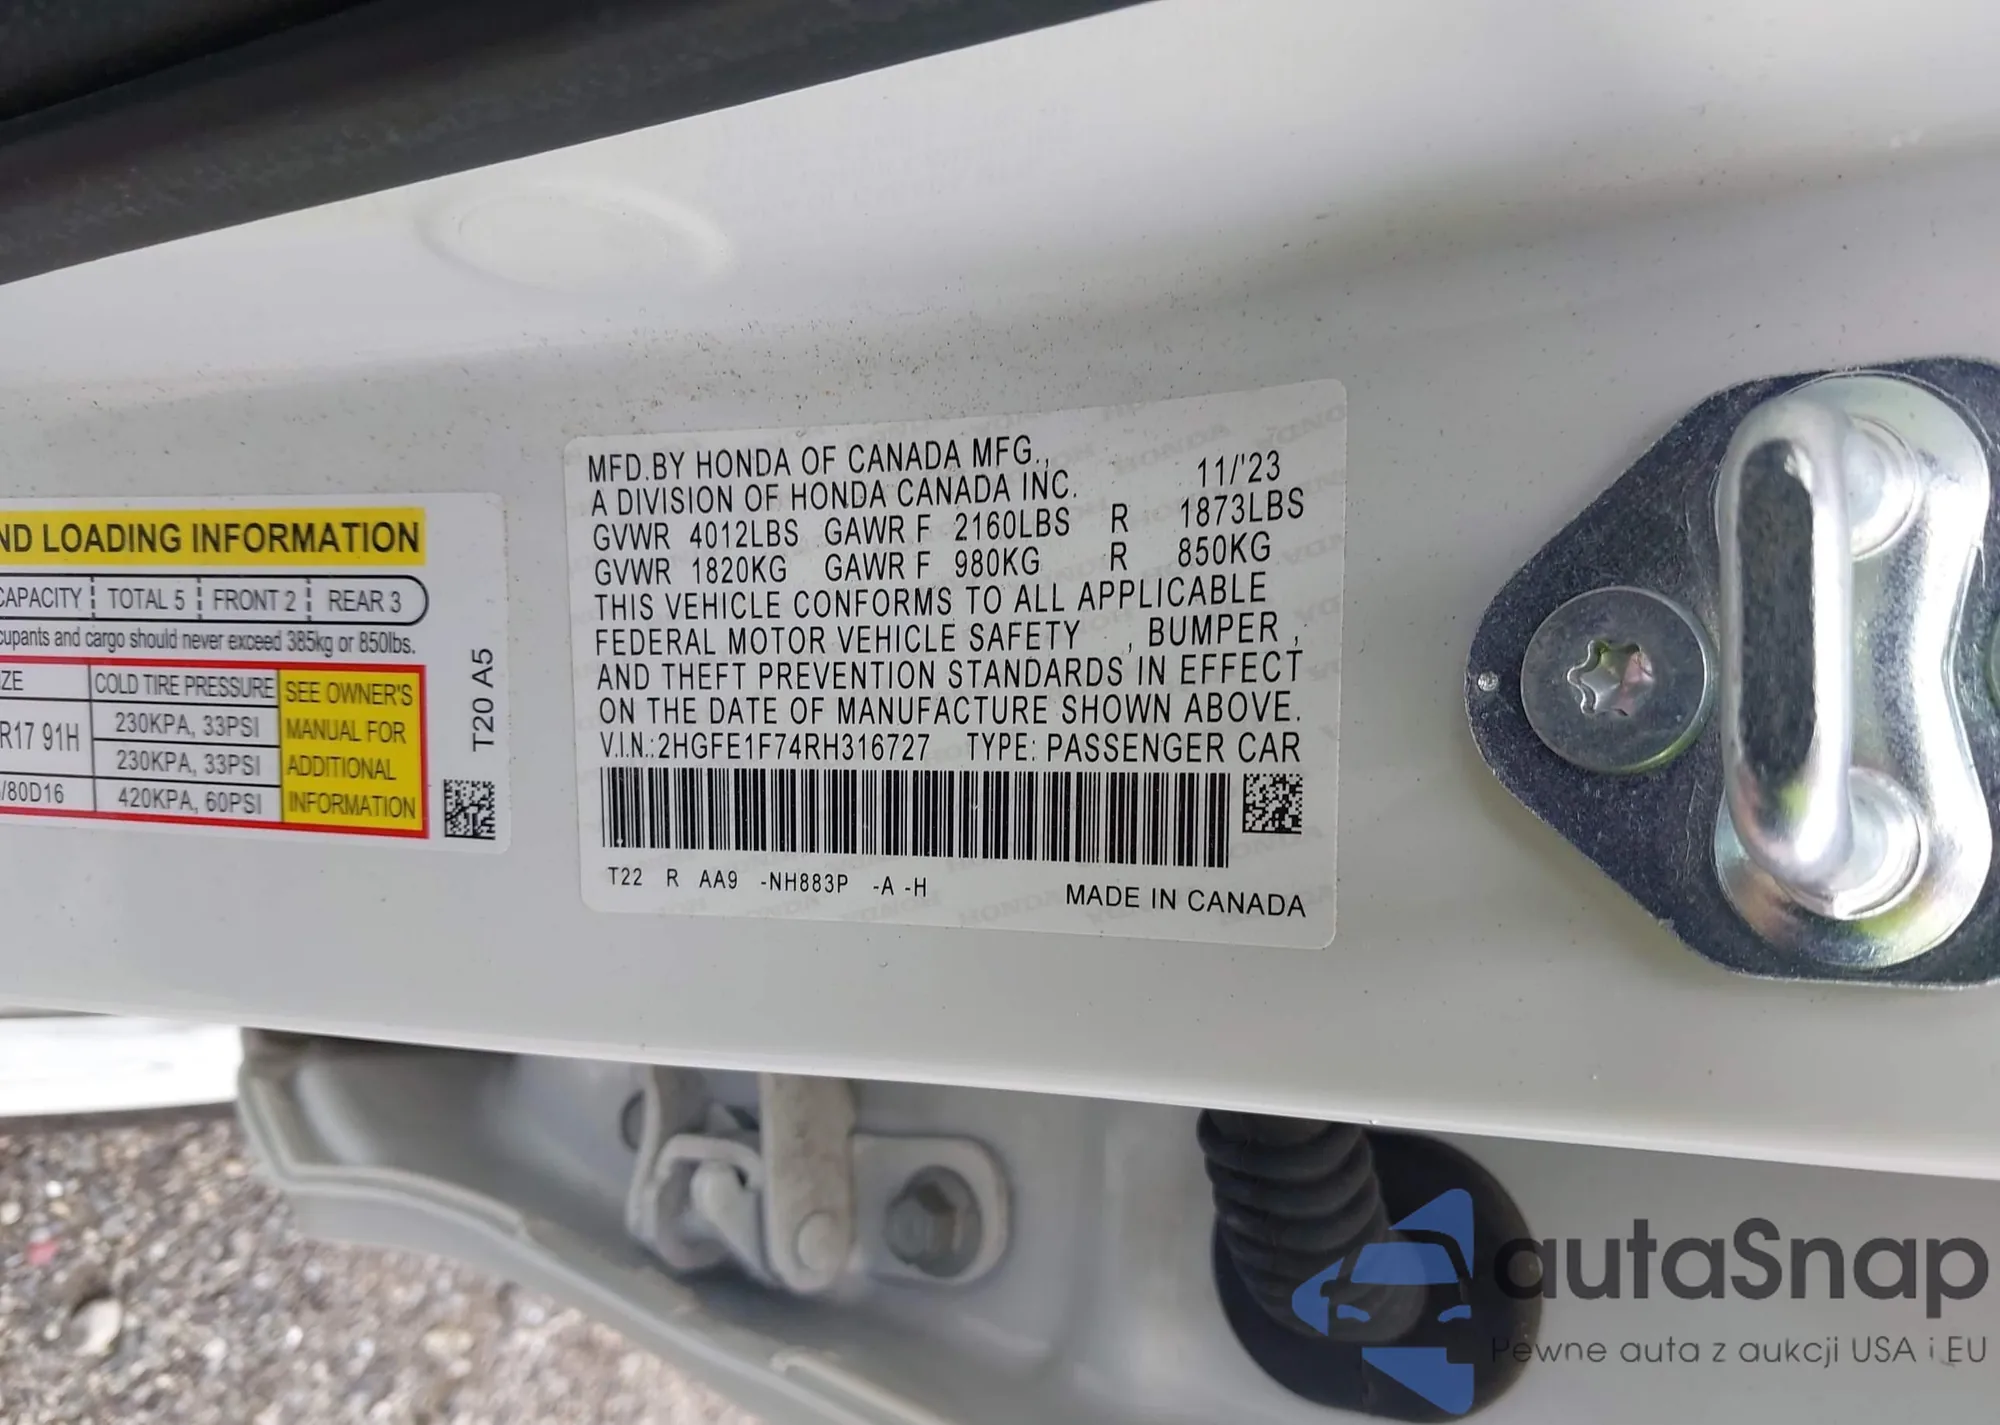 ND LOADING INFORMATION
CAPACITY TOTAL 5 FRONT 2 REAR 3
cupants and cargo should never exceed 385kg or 850lbs.
ZE COLD TIRE PRESSURE SEE OWNER'S
MANUAL FOR
ADDITIONAL
INFORMATION
R17 91H 230KPA, 33PSI
230KPA, 33PSI
/80D16 420KPA, 60PSI
T20 A5
MFD.BY HONDA OF CANADA MFG.,
A DIVISION OF HONDA CANADA INC. 11/'23
GVWR 4012LBS GAWR F 2160LBS R 1873LBS
GVWR 1820KG GAWR F 980KG R 850KG
THIS VEHICLE CONFORMS TO ALL APPLICABLE
FEDERAL MOTOR VEHICLE SAFETY , BUMPER ,
AND THEFT PREVENTION STANDARDS IN EFFECT
ON THE DATE OF MANUFACTURE SHOWN ABOVE.
V.I.N.:2HGFE1F74RH316727 TYPE: PASSENGER CAR
T22 R AA9 -NH883P -A -H
MADE IN CANADA
autaSnap
Pewne auta z aukcji USA i EU